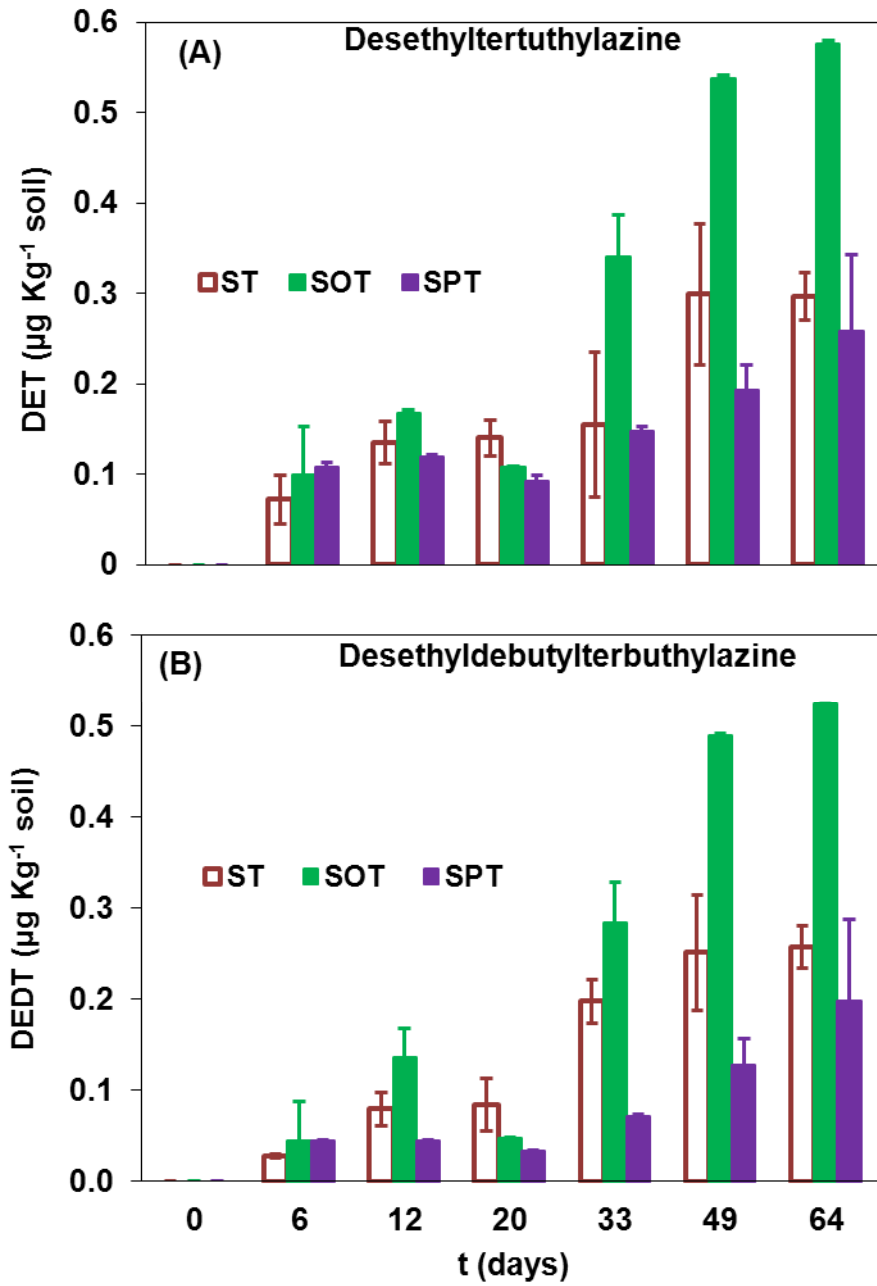 (A) Desethyltertuthylazine
DET (µg Kg⁻¹ soil)
0.6
0.5
0.4
0.3
0.2
0.1
0
ST SOT SPT
(B) Desethyldebutylterbuthylazine
DEDT (µg Kg⁻¹ soil)
0.6
0.5
0.4
0.3
0.2
0.1
0.0
ST SOT SPT
0 6 12 20 33 49 64
t (days)